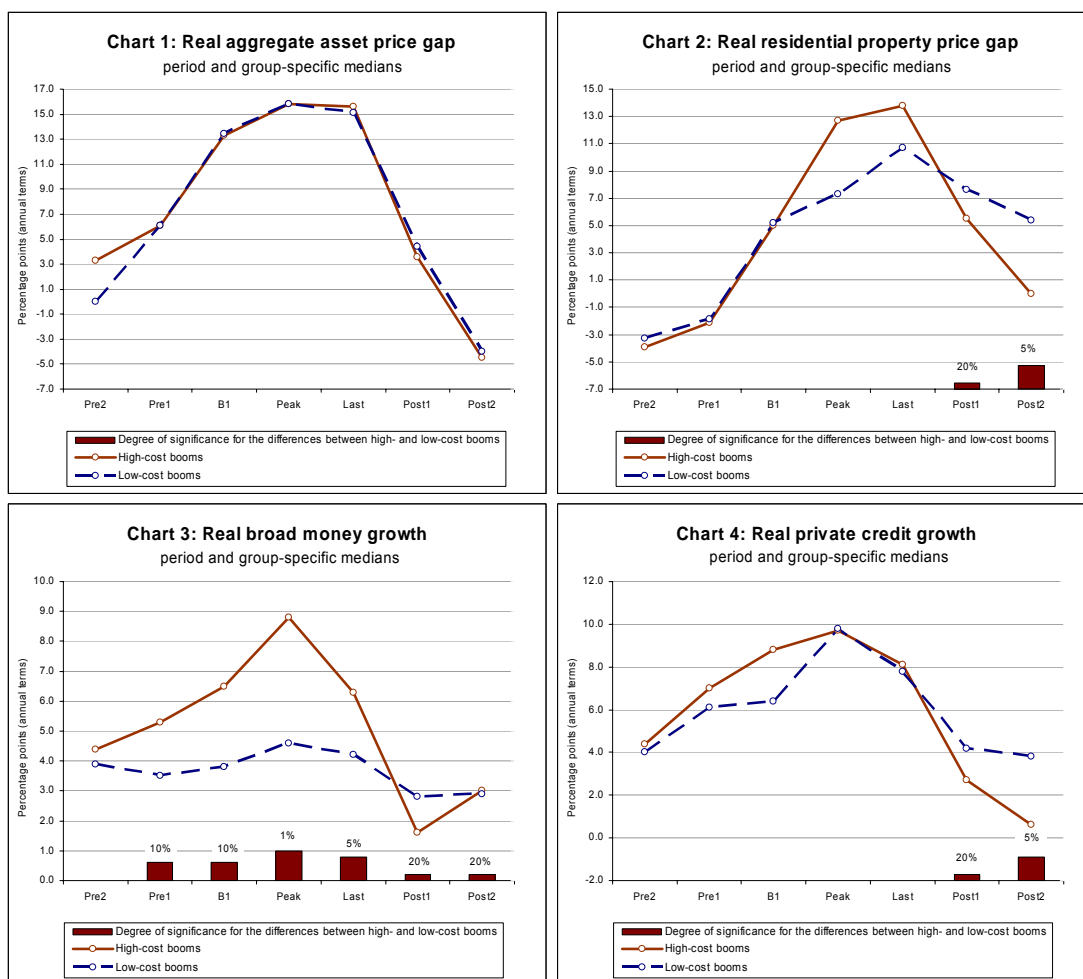 Chart 1: Real aggregate asset price gap
period and group-specific medians
Percentage points (annual terms)
17.0
15.0
13.0
11.0
9.0
7.0
5.0
3.0
1.0
-1.0
-3.0
-5.0
-7.0
Pre2 Pre1 B1 Peak Last Post1 Post2
Degree of significance for the differences between high- and low-cost booms
High-cost booms
Low-cost booms
Chart 2: Real residential property price gap
period and group-specific medians
Percentage points (annual terms)
15.0
13.0
11.0
9.0
7.0
5.0
3.0
1.0
-1.0
-3.0
-5.0
-7.0
20% 5%
Pre2 Pre1 B1 Peak Last Post1 Post2
Degree of significance for the differences between high- and low-cost booms
High-cost booms
Low-cost booms
Chart 3: Real broad money growth
period and group-specific medians
Percentage points (annual terms)
10.0
9.0
8.0
7.0
6.0
5.0
4.0
3.0
2.0
1.0
0.0
10% 10% 1% 5% 20% 20%
Pre2 Pre1 B1 Peak Last Post1 Post2
Degree of significance for the differences between high- and low-cost booms
High-cost booms
Low-cost booms
Chart 4: Real private credit growth
period and group-specific medians
Percentage points (annual terms)
12.0
10.0
8.0
6.0
4.0
2.0
0.0
-2.0
20% 5%
Pre2 Pre1 B1 Peak Last Post1 Post2
Degree of significance for the differences between high- and low-cost booms
High-cost booms
Low-cost booms